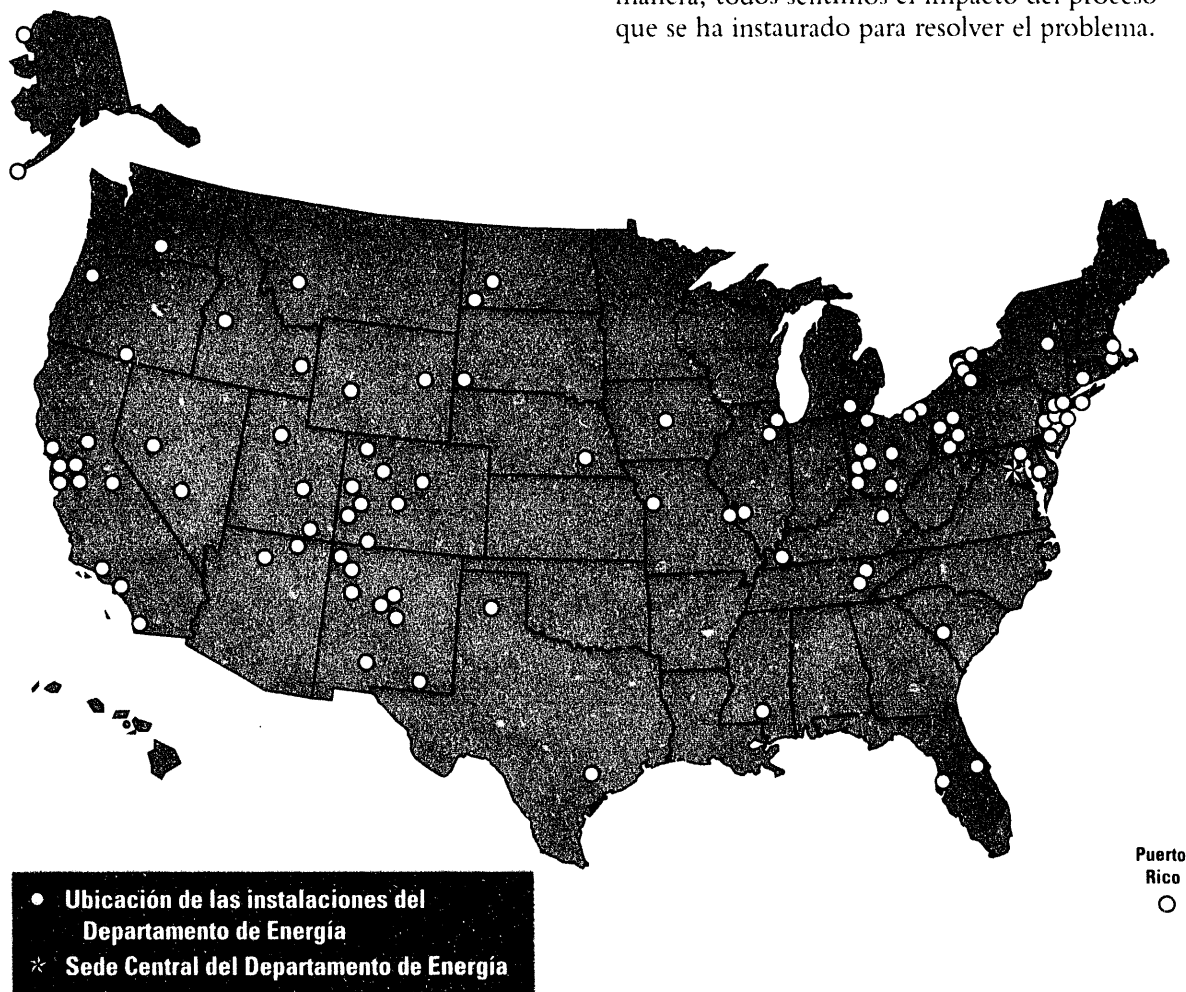 manera, todos sentimos el impacto del proceso
que se ha instaurado para resolver el problema.
Puerto
Rico
Ubicación de las instalaciones del
Departamento de Energía
Sede Central del Departamento de Energía